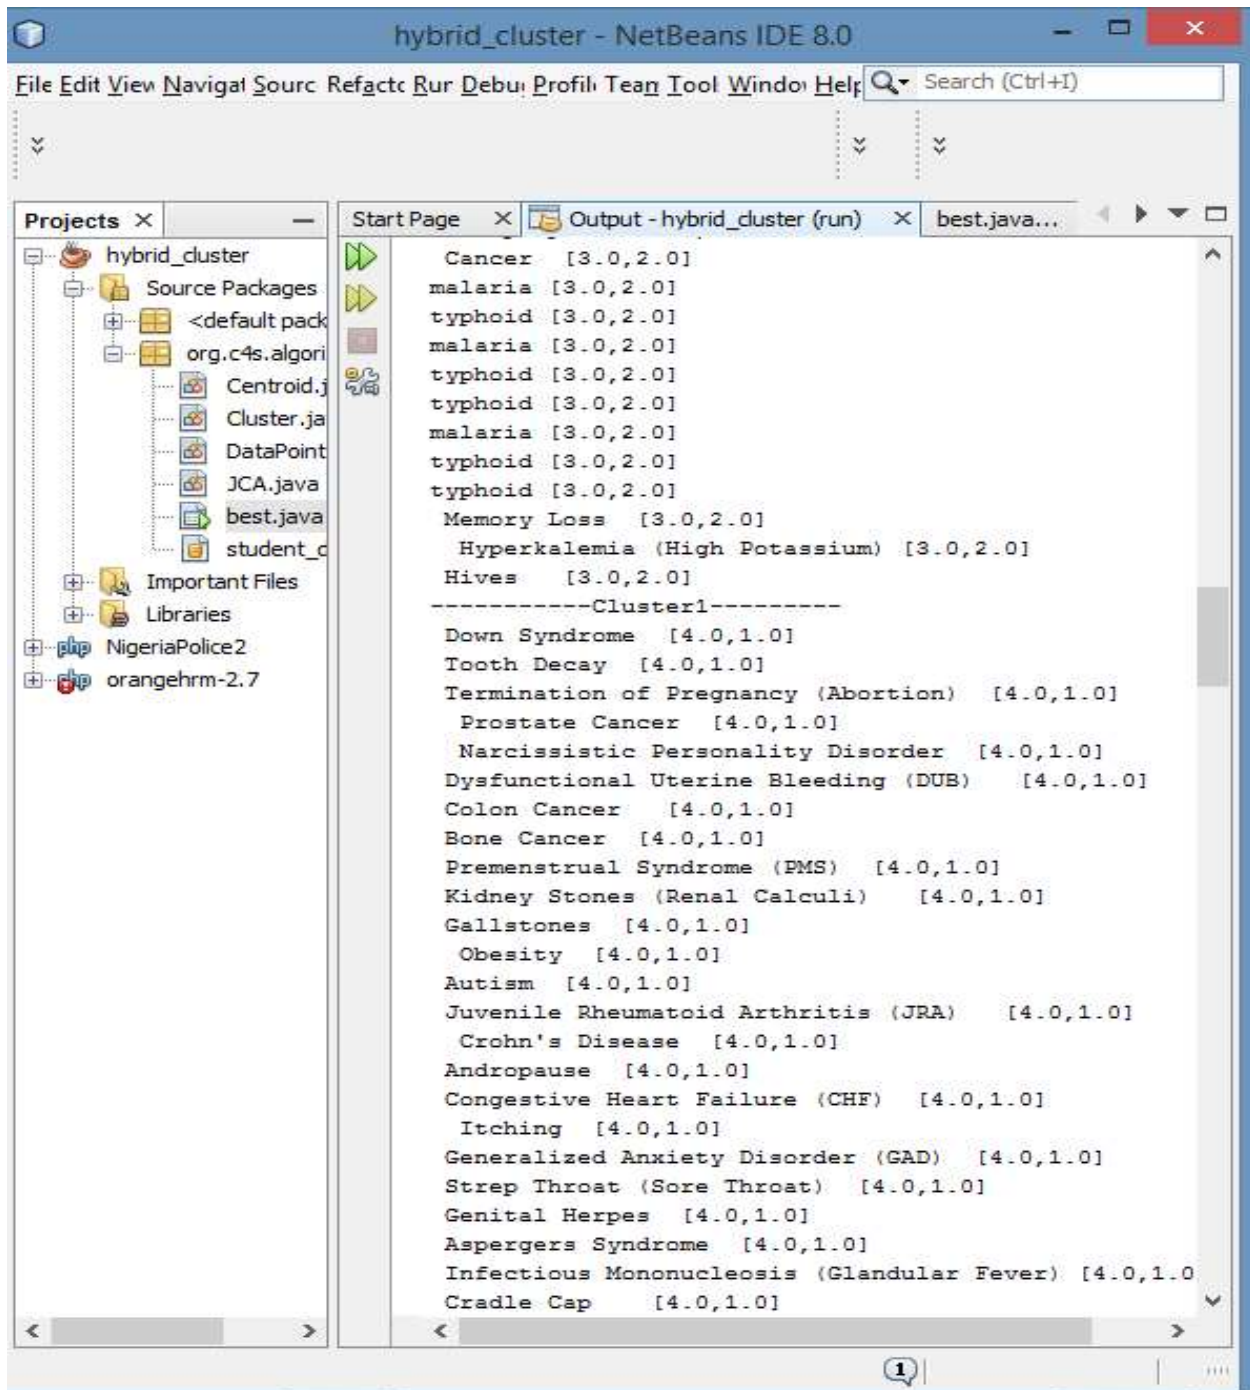 hybrid_cluster - NetBeans IDE 8.0
File Edit View Navigat Sourc Refactc Rur Debu Profil Tean Tool Windo Help Search (Ctrl+I)
Projects
Start Page Output - hybrid_cluster (run) best.java...
hybrid_cluster
Source Packages
<default pack
org.c4s.algori
Centroid.j
Cluster.ja
DataPoint
JCA.java
best.java
student_c
Important Files
Libraries
NigeriaPolice2
orangehrm-2.7
Cancer [3.0,2.0]
malaria [3.0,2.0]
typhoid [3.0,2.0]
malaria [3.0,2.0]
typhoid [3.0,2.0]
typhoid [3.0,2.0]
malaria [3.0,2.0]
typhoid [3.0,2.0]
typhoid [3.0,2.0]
Memory Loss [3.0,2.0]
Hyperkalemia (High Potassium) [3.0,2.0]
Hives [3.0,2.0]
-----------Cluster1---------
Down Syndrome [4.0,1.0]
Tooth Decay [4.0,1.0]
Termination of Pregnancy (Abortion) [4.0,1.0]
Prostate Cancer [4.0,1.0]
Narcissistic Personality Disorder [4.0,1.0]
Dysfunctional Uterine Bleeding (DUB) [4.0,1.0]
Colon Cancer [4.0,1.0]
Bone Cancer [4.0,1.0]
Premenstrual Syndrome (PMS) [4.0,1.0]
Kidney Stones (Renal Calculi) [4.0,1.0]
Gallstones [4.0,1.0]
Obesity [4.0,1.0]
Autism [4.0,1.0]
Juvenile Rheumatoid Arthritis (JRA) [4.0,1.0]
Crohn's Disease [4.0,1.0]
Andropause [4.0,1.0]
Congestive Heart Failure (CHF) [4.0,1.0]
Itching [4.0,1.0]
Generalized Anxiety Disorder (GAD) [4.0,1.0]
Strep Throat (Sore Throat) [4.0,1.0]
Genital Herpes [4.0,1.0]
Aspergers Syndrome [4.0,1.0]
Infectious Mononucleosis (Glandular Fever) [4.0,1.0
Cradle Cap [4.0,1.0]
1